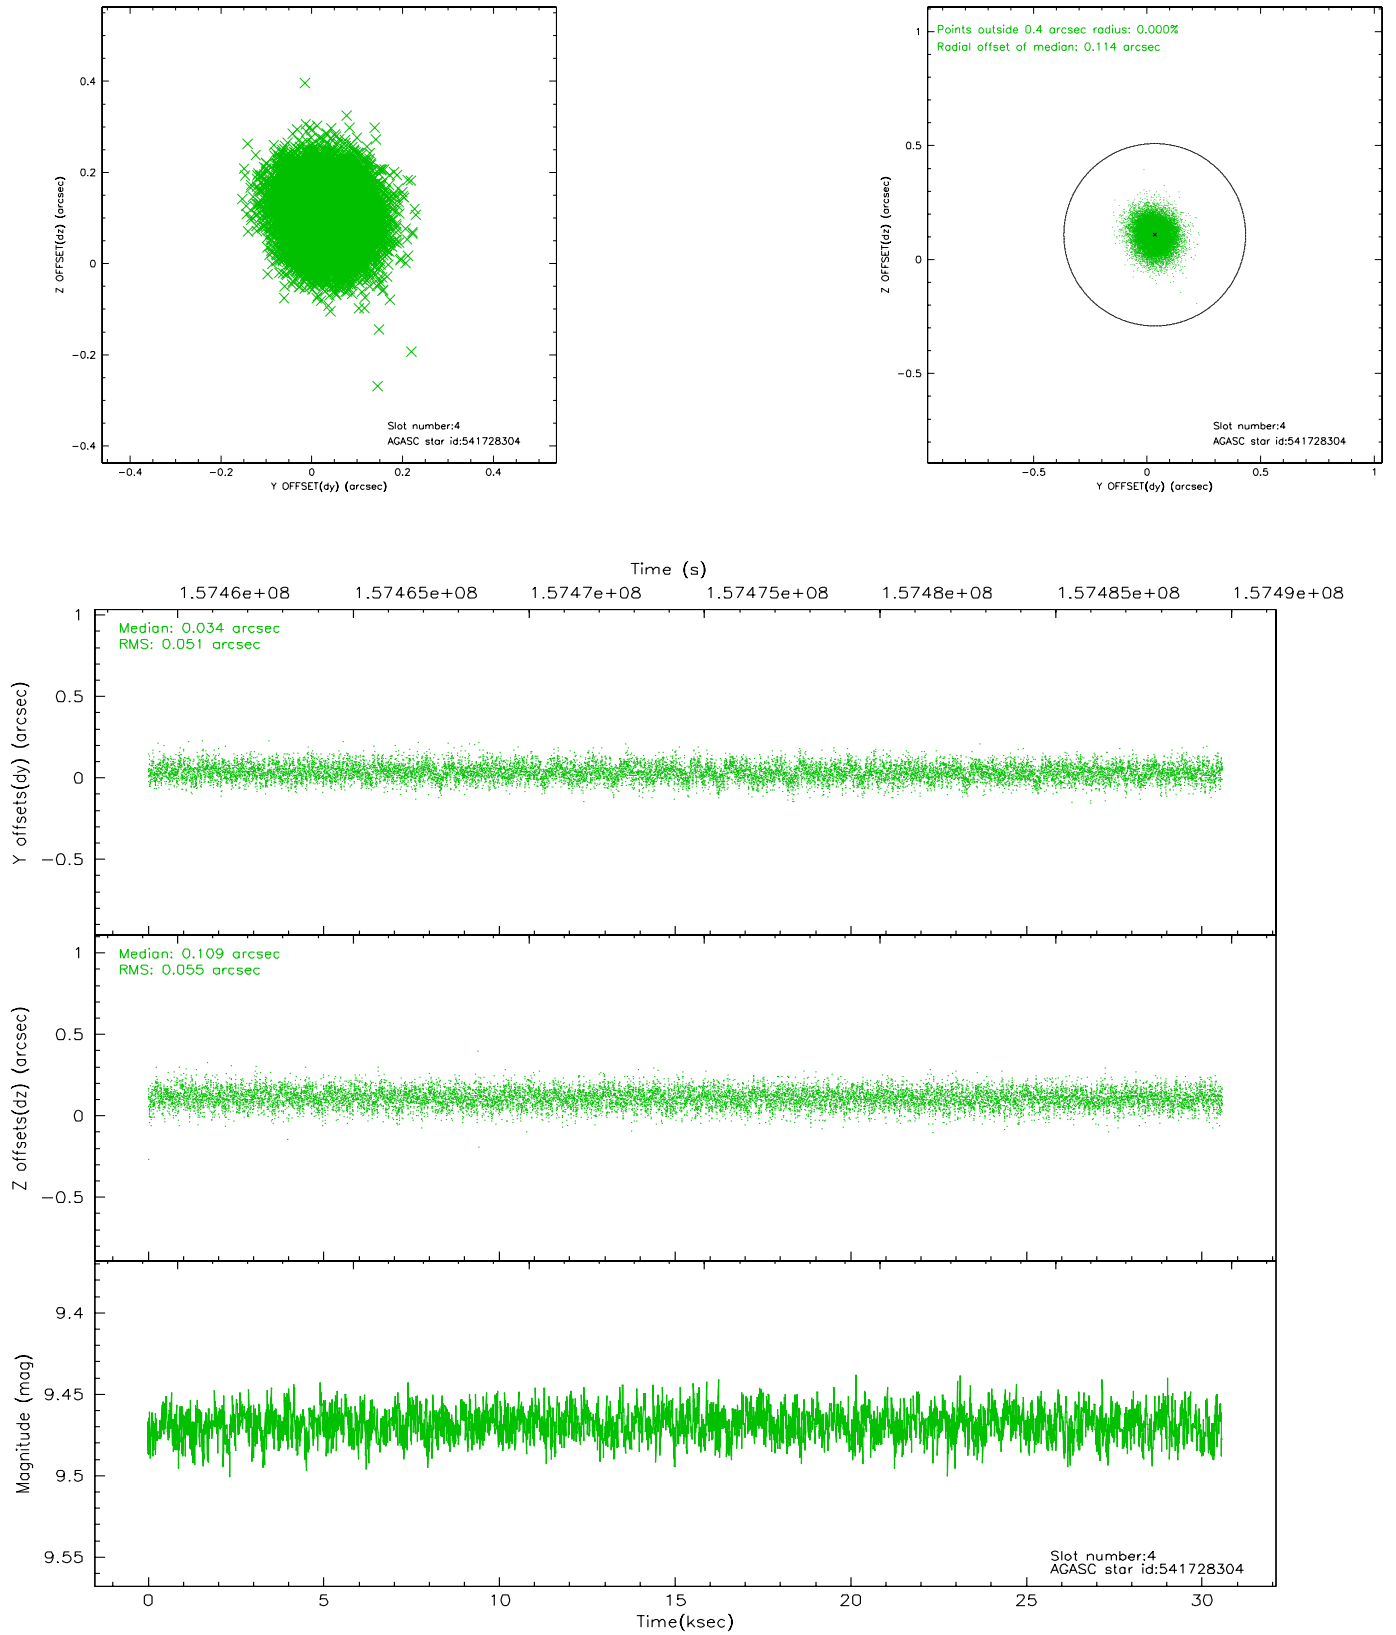 0.4
0.2
0
−0.2
−0.4
Z OFFSET(dz) (arcsec)
Slot number:4
AGASC star id:541728304
−0.4
−0.2
0
0.2
0.4
Y OFFSET(dy) (arcsec)
Points outside 0.4 arcsec radius: 0.000%
Radial offset of median: 0.114 arcsec
1
0.5
0
−0.5
Z OFFSET(dz) (arcsec)
Slot number:4
AGASC star id:541728304
−0.5
0
0.5
1
Y OFFSET(dy) (arcsec)
Time (s)
1.5746e+08
1.57465e+08
1.5747e+08
1.57475e+08
1.5748e+08
1.57485e+08
1.5749e+08
Median: 0.034 arcsec
RMS: 0.051 arcsec
1
0.5
0
−0.5
Y offsets(dy) (arcsec)
Median: 0.109 arcsec
RMS: 0.055 arcsec
1
0.5
0
−0.5
Z offsets(dz) (arcsec)
9.4
9.45
9.5
9.55
Magnitude (mag)
Slot number:4
AGASC star id:541728304
0
5
10
15
20
25
30
Time(ksec)